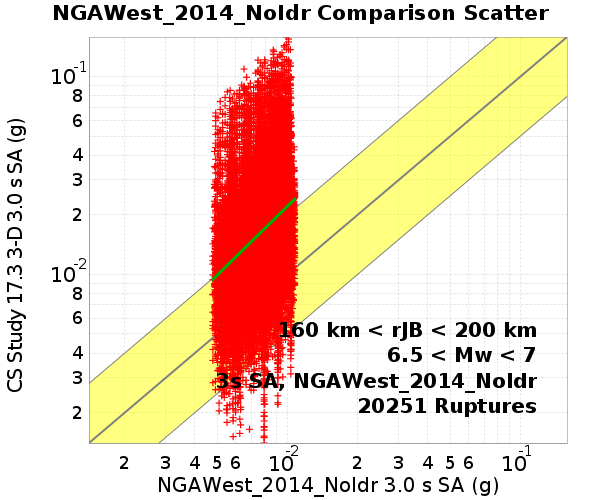 NGAWest_2014_NoIdr Comparison Scatter
CS Study 17.3 3-D 3.0 s SA (g)
10-1
8
6
4
3
2
10-2
8
6
4
3
2
160 km < rJB < 200 km
6.5 < Mw < 7
3s SA, NGAWest_2014_NoIdr
20251 Ruptures
2 3 4 5 6 10-2 2 3 4 5 6 10-1
NGAWest_2014_NoIdr 3.0 s SA (g)